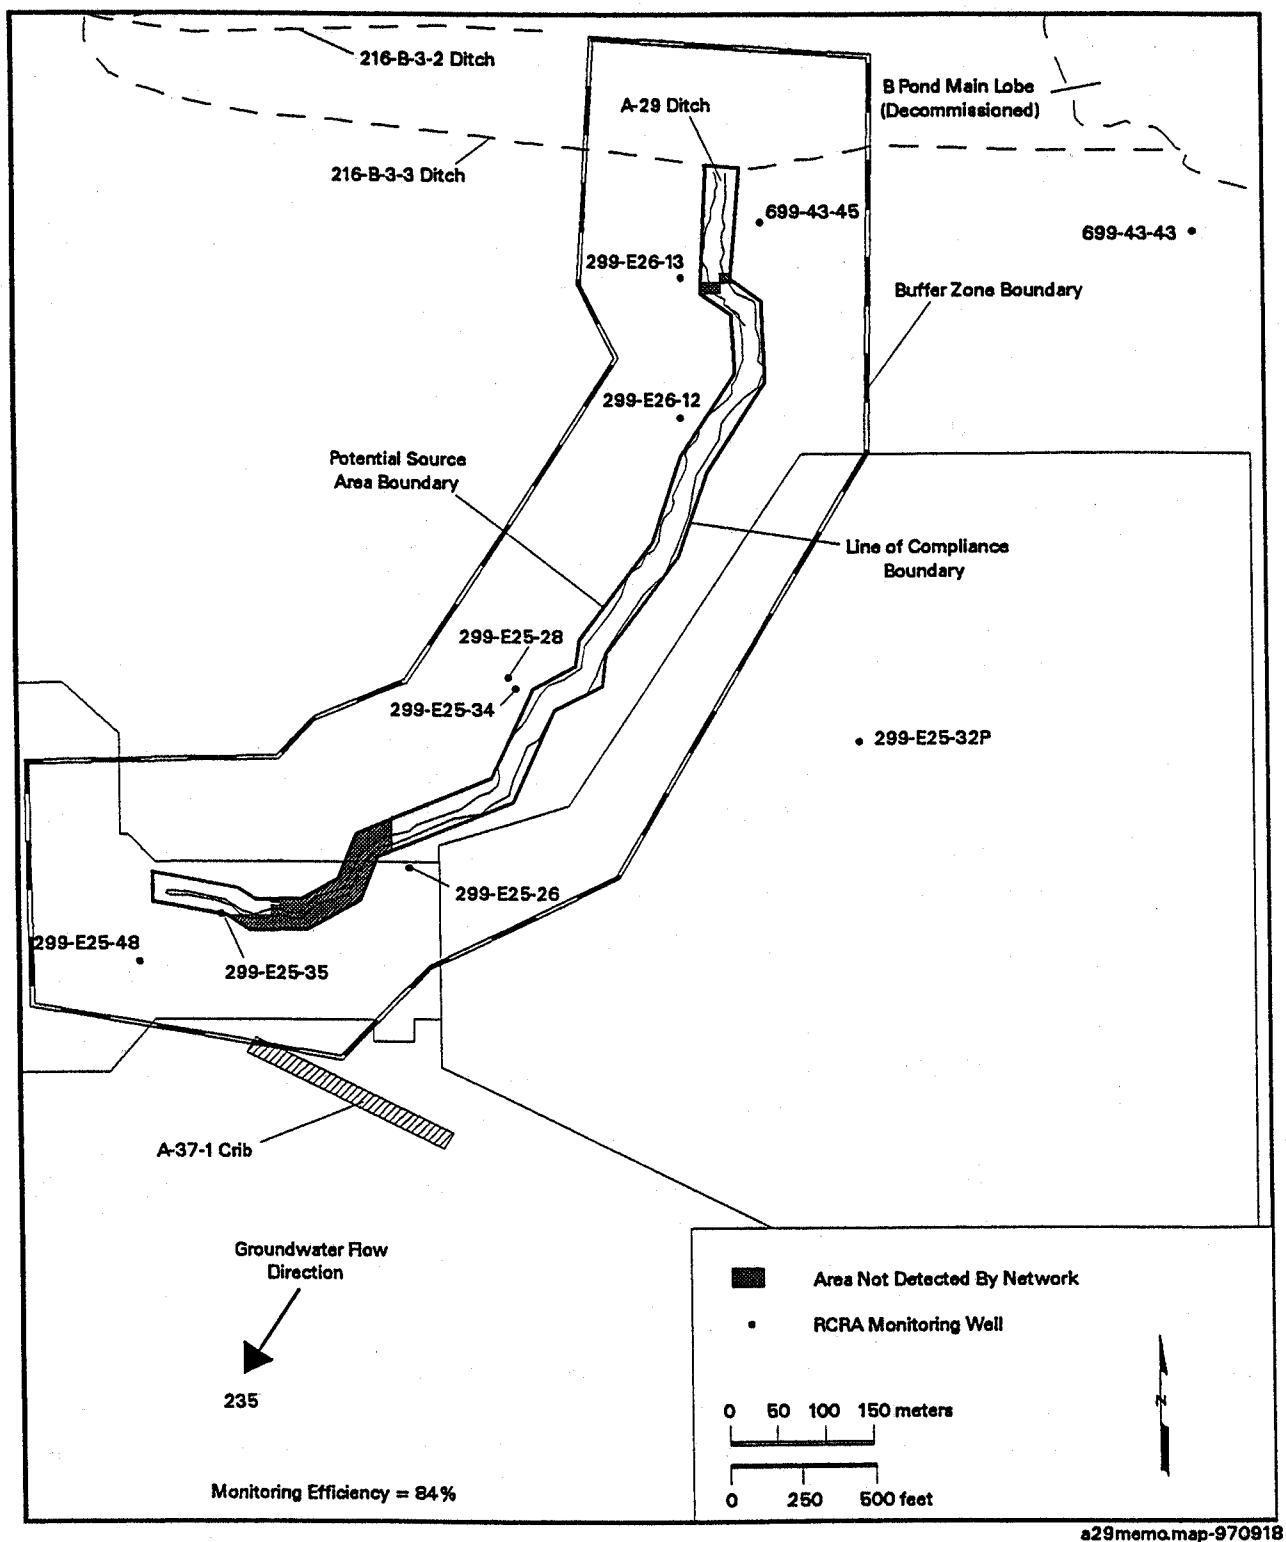 216-B-3-2 Ditch
B Pond Main Lobe
(Decommissioned)
A-29 Ditch
216-B-3-3 Ditch
699-43-45
699-43-43
299-E26-13
Buffer Zone Boundary
299-E26-12
Potential Source
Area Boundary
Line of Compliance
Boundary
299-E25-28
299-E25-34
299-E25-32P
299-E25-26
299-E25-48
299-E25-35
A-37-1 Crib
Groundwater Flow
Direction
235
Monitoring Efficiency = 84%
Area Not Detected By Network
RCRA Monitoring Well
0 50 100 150 meters
0 250 500 feet
N
a29memo.map-970918